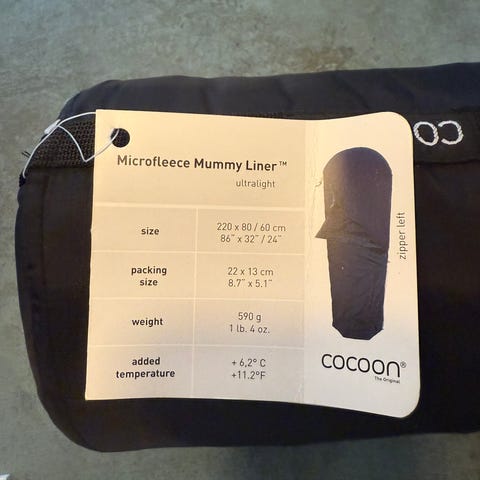 Microfleece Mummy Liner™
ultralight
size
220 x 80 / 60 cm
86˝ x 32˝ / 24˝
packing
size
22 x 13 cm
8.7˝ x 5.1˝
weight
590 g
1 lb. 4 oz.
added
temperature
+ 6,2° C
+11.2°F
zipper left
cocoon®
The Original
CO